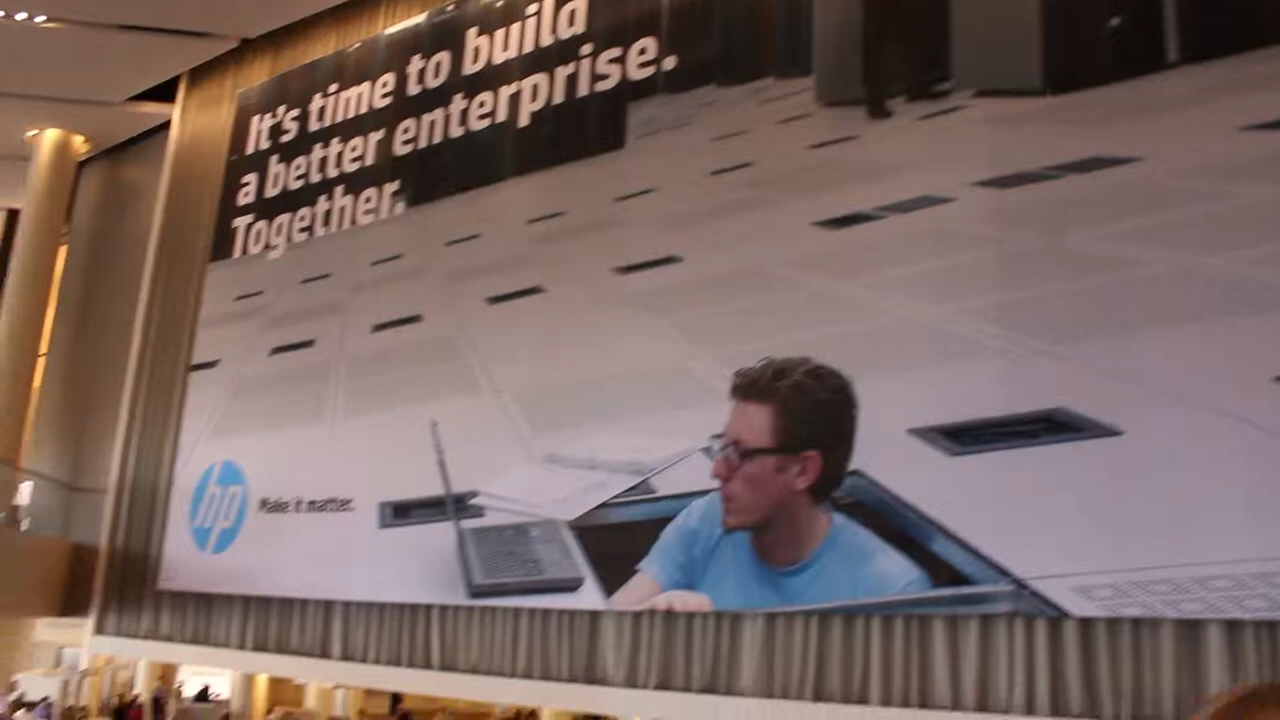 It's time to build
a better enterprise.
Together.
hp
Make it matter.